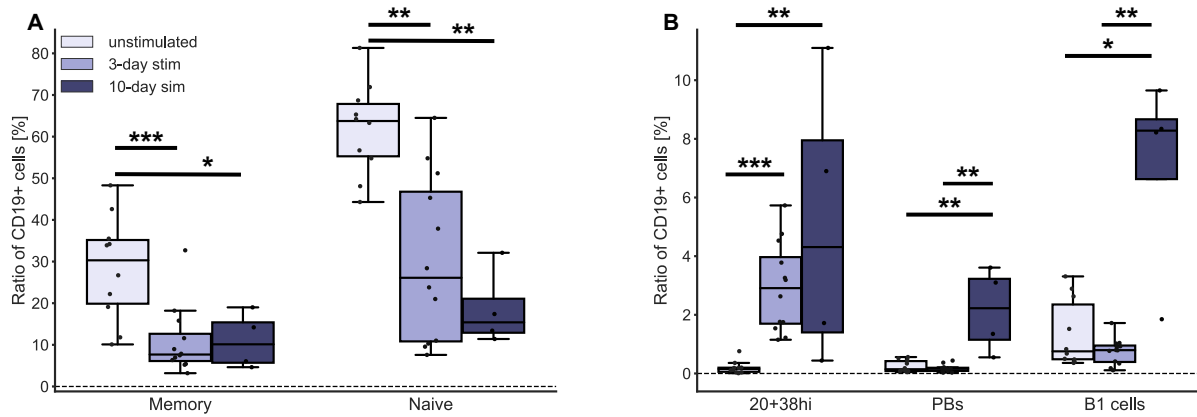 A
Ratio of CD19+ cells [%]
80
70
60
50
40
30
20
10
0
unstimulated
3-day stim
10-day sim
***
*
**
**
Memory
Naive
B
Ratio of CD19+ cells [%]
10
8
6
4
2
0
**
***
**
**
**
*
20+38hi
PBs
B1 cells